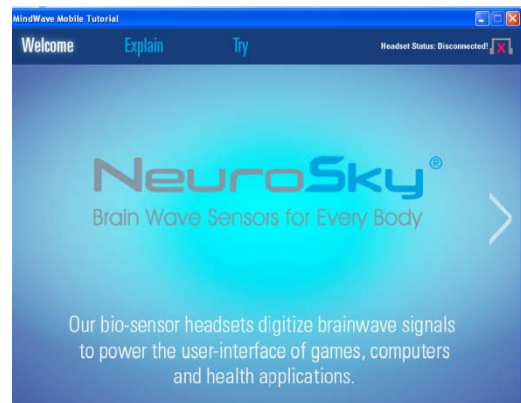 MindWave Mobile Tutorial
Welcome Explain Try Headset Status: Disconnected!
NeuroSky®
Brain Wave Sensors for Every Body
Our bio-sensor headsets digitize brainwave signals
to power the user-interface of games, computers
and health applications.